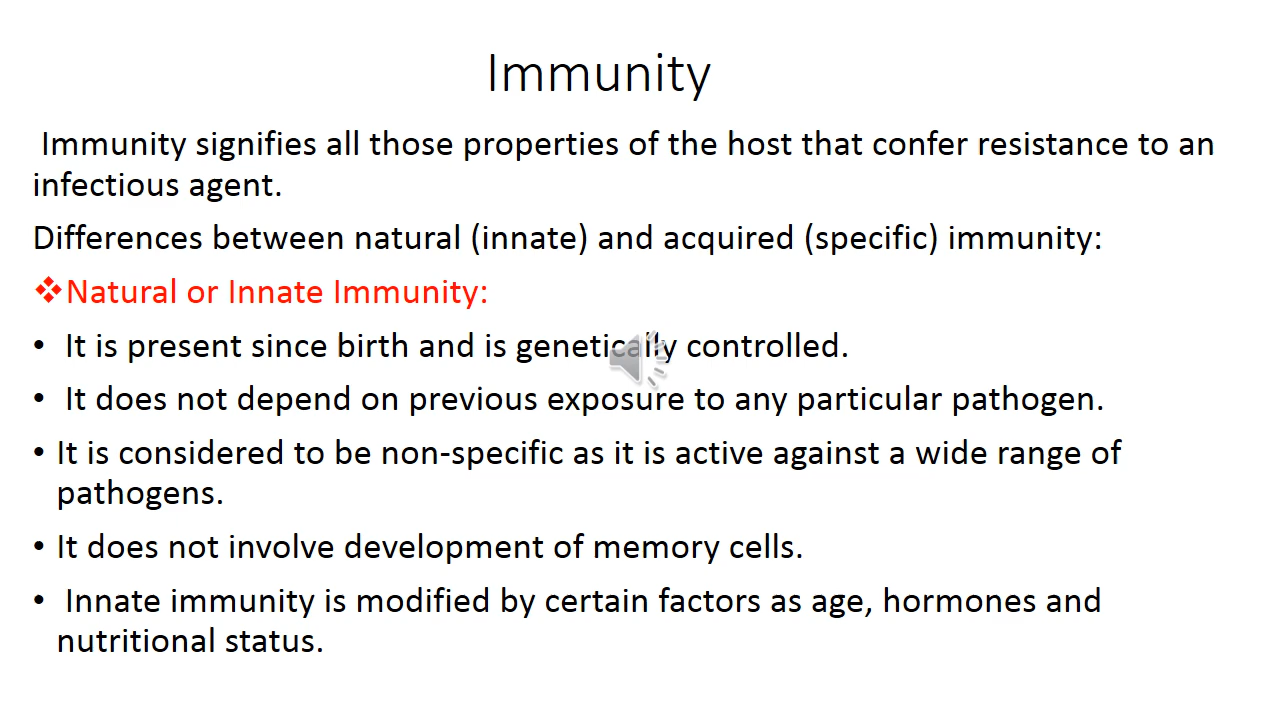 Immunity
Immunity signifies all those properties of the host that confer resistance to an
infectious agent.
Differences between natural (innate) and acquired (specific) immunity:
❖Natural or Innate Immunity:
• It is present since birth and is genetically controlled.
• It does not depend on previous exposure to any particular pathogen.
• It is considered to be non-specific as it is active against a wide range of
pathogens.
• It does not involve development of memory cells.
• Innate immunity is modified by certain factors as age, hormones and
nutritional status.